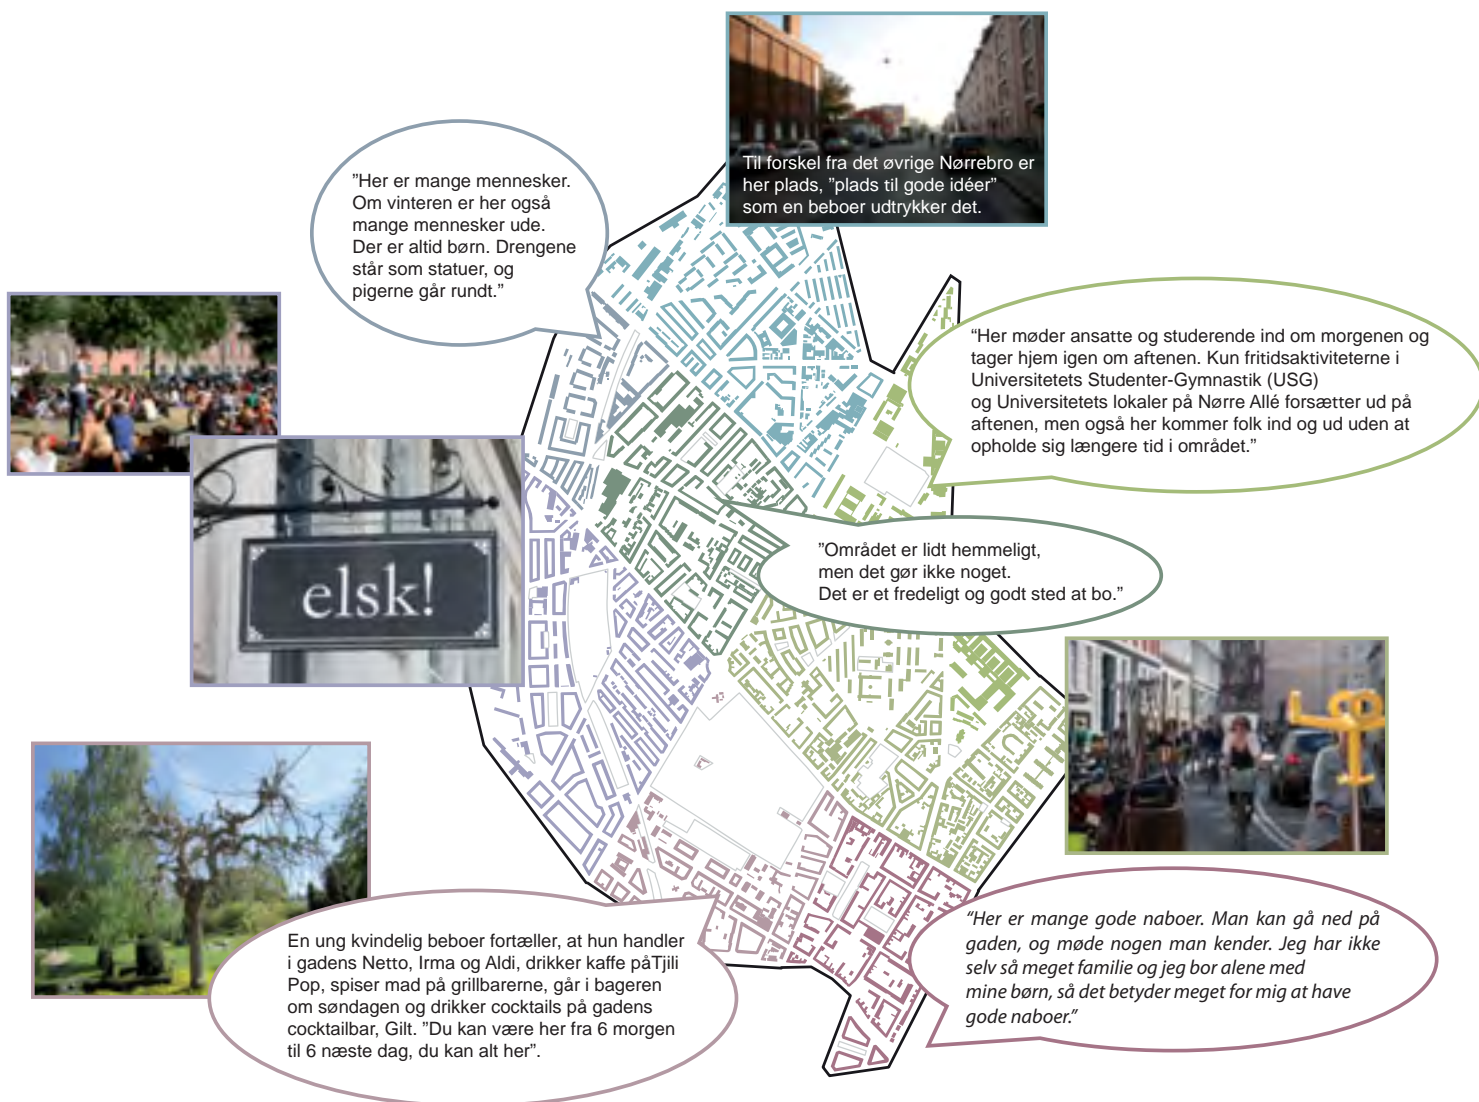 Til forskel fra det øvrige Nørrebro er
her plads, ”plads til gode idéer”
som en beboer udtrykker det.
”Her er mange mennesker.
Om vinteren er her også
mange mennesker ude.
Der er altid børn. Drengene
står som statuer, og
pigerne går rundt.”
“Her møder ansatte og studerende ind om morgenen og
tager hjem igen om aftenen. Kun fritidsaktiviteterne i
Universitetets Studenter-Gymnastik (USG)
og Universitetets lokaler på Nørre Allé forsætter ud på
aftenen, men også her kommer folk ind og ud uden at
opholde sig længere tid i området.”
elsk!
”Området er lidt hemmeligt,
men det gør ikke noget.
Det er et fredeligt og godt sted at bo.”
En ung kvindelig beboer fortæller, at hun handler
i gadens Netto, Irma og Aldi, drikker kaffe påTjili
Pop, spiser mad på grillbarerne, går i bageren
om søndagen og drikker cocktails på gadens
cocktailbar, Gilt. ”Du kan være her fra 6 morgen
til 6 næste dag, du kan alt her”.
“Her er mange gode naboer. Man kan gå ned på
gaden, og møde nogen man kender. Jeg har ikke
selv så meget familie og jeg bor alene med
mine børn, så det betyder meget for mig at have
gode naboer.”